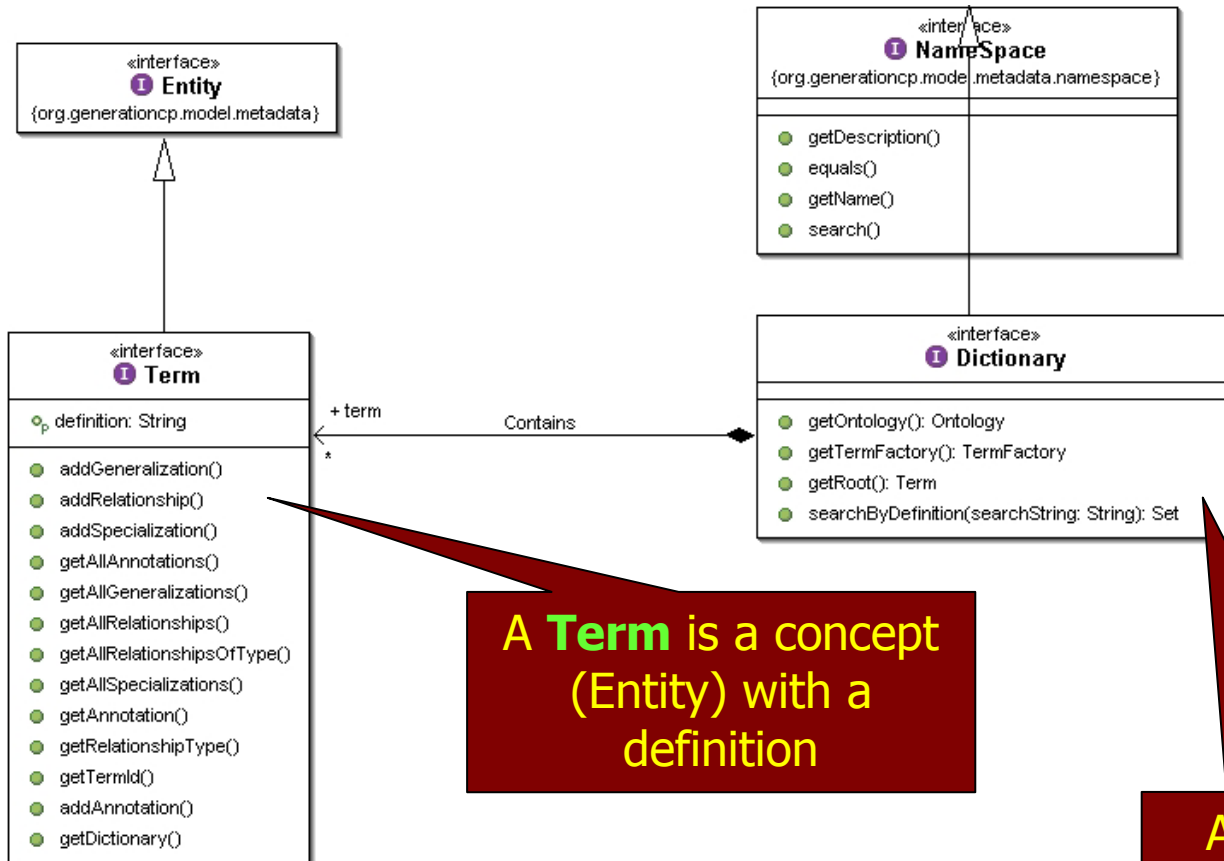 «interface»
I Entity
{org.generationcp.model.metadata}
«interfaces»
I NameSpace
{org.generationcp.model.metadata.namespace}
getDescription()
equals()
getName()
search()
«interface»
I Term
definition: String
addGeneralization()
addRelationship()
addSpecialization()
getAllAnnotations()
getAllGeneralizations()
getAllRelationships()
getAllRelationshipsOfType()
getAllSpecializations()
getAnnotation()
getRelationshipType()
getTermId()
addAnnotation()
getDictionary()
+ term
*
Contains
«interface»
I Dictionary
getOntology(): Ontology
getTermFactory(): TermFactory
getRoot(): Term
searchByDefinition(searchString: String): Set
A Term is a concept
(Entity) with a
definition
A